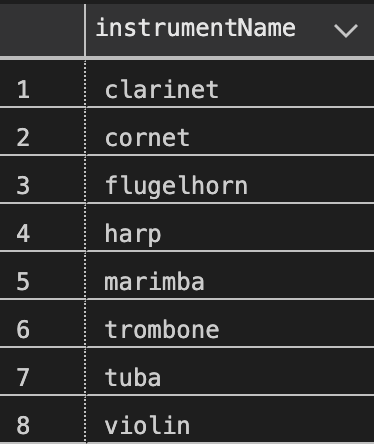 instrumentName
1 clarinet
2 cornet
3 flugelhorn
4 harp
5 marimba
6 trombone
7 tuba
8 violin